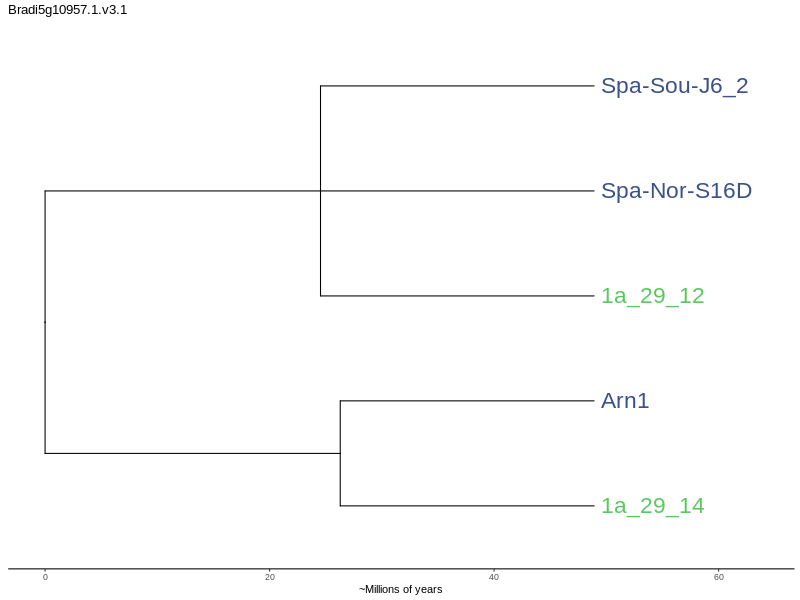 Bradi5g10957.1.v3.1
Spa-Sou-J6_2
Spa-Nor-S16D
1a_29_12
Arn1
1a_29_14
0 20 40 60
~Millions of years